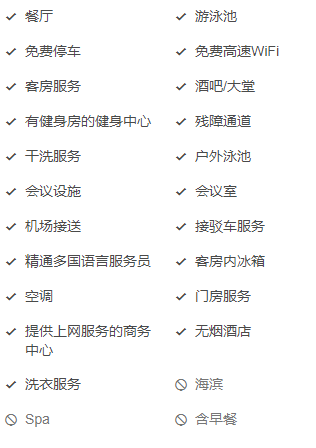 餐厅
游泳池
免费停车
免费高速WiFi
客房服务
酒吧/大堂
有健身房的健身中心
残障通道
干洗服务
户外泳池
会议设施
会议室
机场接送
接驳车服务
精通多国语言服务员
客房内冰箱
空调
门房服务
提供上网服务的商务
中心
无烟酒店
洗衣服务
海滨
Spa
含早餐